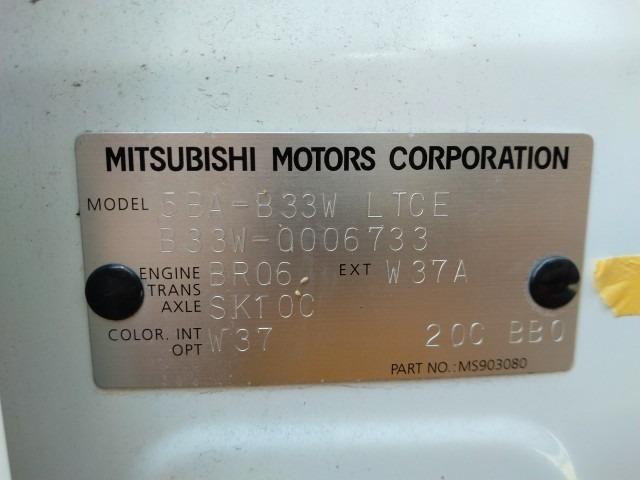 MITSUBISHI MOTORS CORPORATION
MODEL 5BA-B33W LTCE
B33W-0006733
ENGINE BR06 EXT W37A
TRANS
AXLE SK10C
COLOR. INT W37 20C BB0
OPT
PART NO.:MS903080